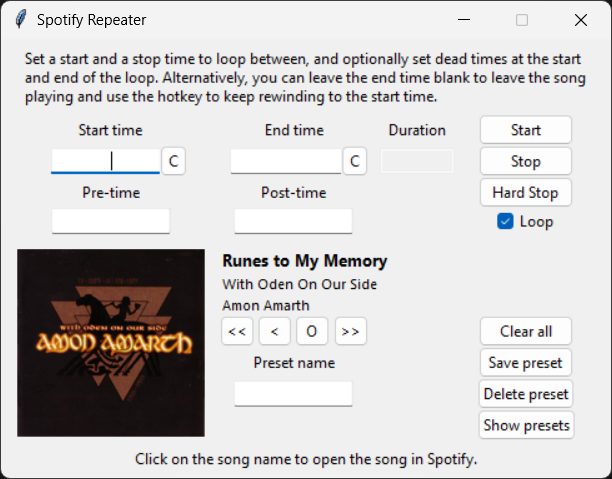 Spotify Repeater
Set a start and a stop time to loop between, and optionally set dead times at the start
and end of the loop. Alternatively, you can leave the end time blank to leave the song
playing and use the hotkey to keep rewinding to the start time.
Start time End time Duration Start
C C Stop
Pre-time Post-time Hard Stop
Loop
Runes to My Memory
With Oden On Our Side
Amon Amarth
<< < O >> Clear all
Preset name Save preset
Delete preset
Show presets
WITH ODEN ON OUR SIDE
AMON AMARTH
Click on the song name to open the song in Spotify.